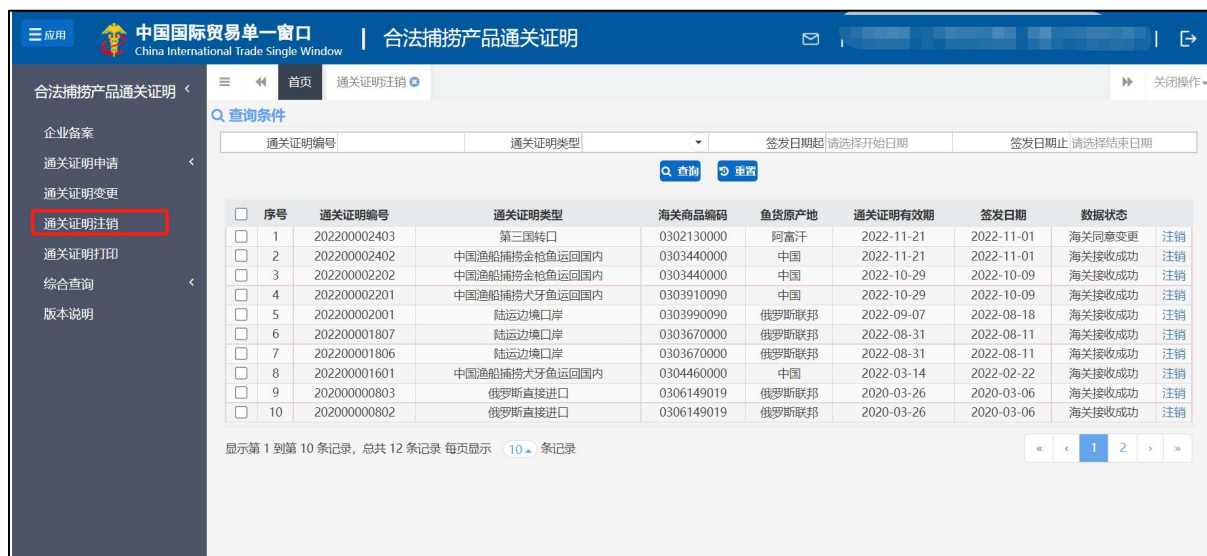 应用
中国国际贸易单一窗口
China International Trade Single Window
合法捕捞产品通关证明
合法捕捞产品通关证明
企业备案
通关证明申请
通关证明变更
通关证明注销
通关证明打印
综合查询
版本说明
首页 通关证明注销 关闭操作
查询条件
通关证明编号 通关证明类型 签发日期起 请选择开始日期 签发日期止 请选择结束日期
查询 重置
序号 通关证明编号 通关证明类型 海关商品编码 鱼货原产地 通关证明有效期 签发日期 数据状态
1 202200002403 第三国转口 0302130000 阿富汗 2022-11-21 2022-11-01 海关同意变更 注销
2 202200002402 中国渔船捕捞金枪鱼运回国内 0303440000 中国 2022-11-21 2022-11-01 海关接收成功 注销
3 202200002202 中国渔船捕捞金枪鱼运回国内 0303440000 中国 2022-10-29 2022-10-09 海关接收成功 注销
4 202200002201 中国渔船捕捞犬牙鱼运回国内 0303910090 中国 2022-10-29 2022-10-09 海关接收成功 注销
5 202200002001 陆运边境口岸 0303990090 俄罗斯联邦 2022-09-07 2022-08-18 海关接收成功 注销
6 202200001807 陆运边境口岸 0303670000 俄罗斯联邦 2022-08-31 2022-08-11 海关接收成功 注销
7 202200001806 陆运边境口岸 0303670000 俄罗斯联邦 2022-08-31 2022-08-11 海关接收成功 注销
8 202200001601 中国渔船捕捞犬牙鱼运回国内 0304460000 中国 2022-03-14 2022-02-22 海关接收成功 注销
9 202000000803 俄罗斯直接进口 0306149019 俄罗斯联邦 2020-03-26 2020-03-06 海关接收成功 注销
10 202000000802 俄罗斯直接进口 0306149019 俄罗斯联邦 2020-03-26 2020-03-06 海关接收成功 注销
显示第 1 到第 10 条记录，总共 12 条记录 每页显示 10 条记录
« ‹ 1 2 › »